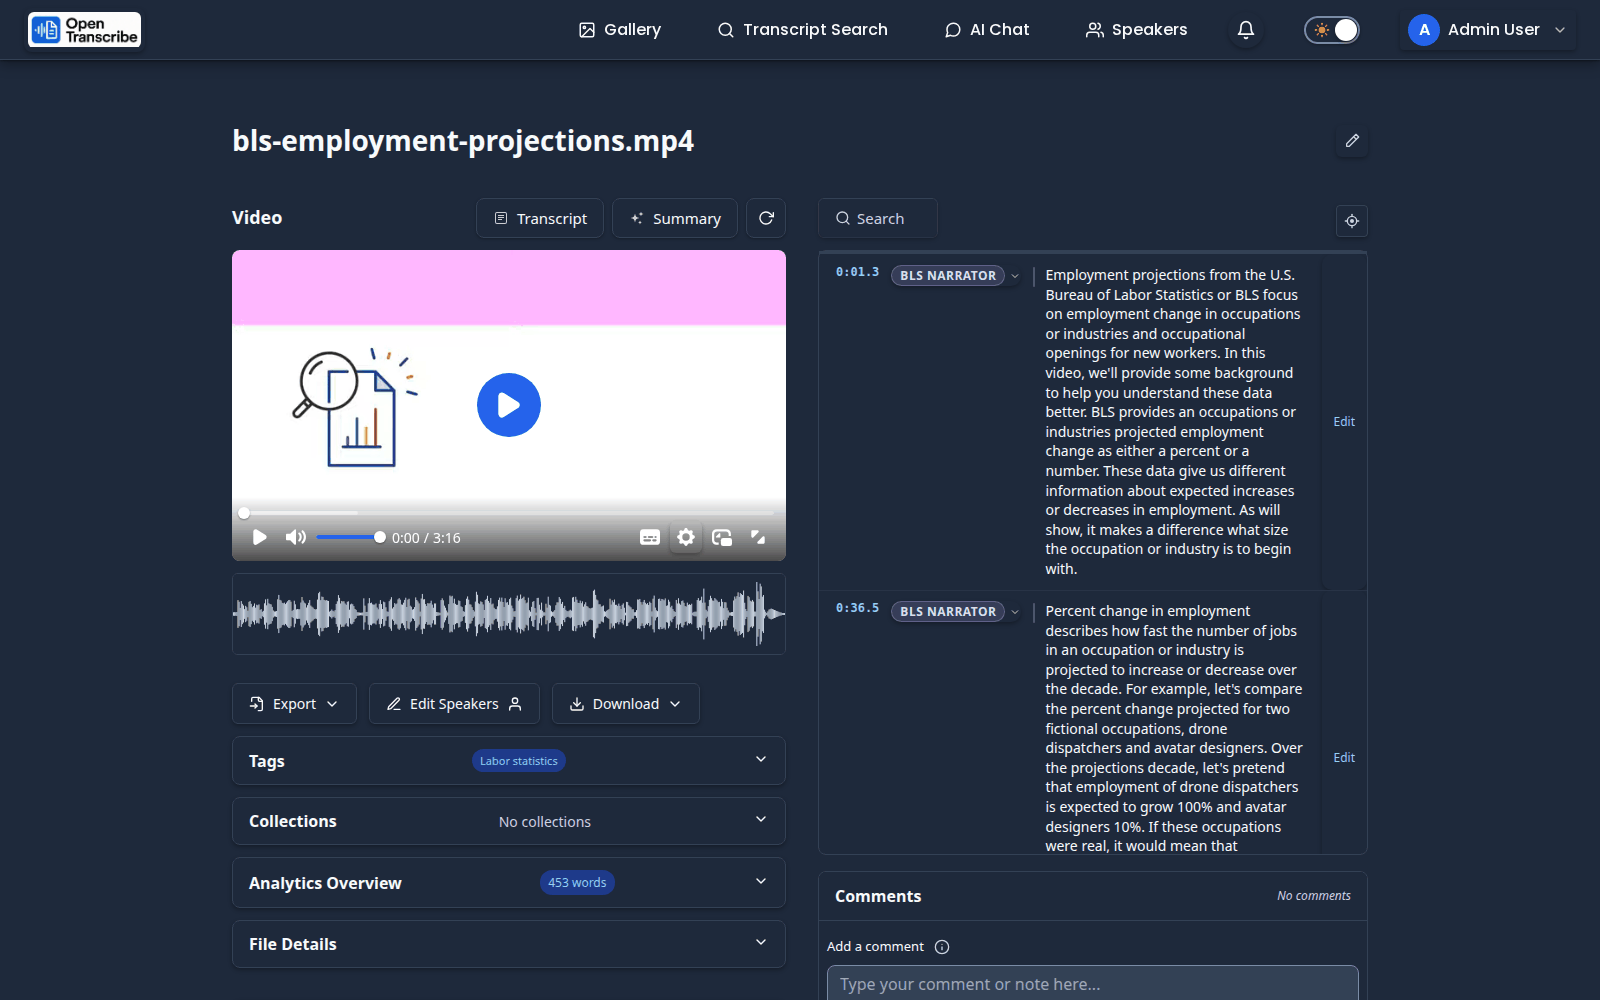 Open
Transcribe
Gallery
Transcript Search
AI Chat
Speakers
A
Admin User
bls-employment-projections.mp4
Video
Transcript
Summary
Search
0:00 / 3:16
Export
Edit Speakers
Download
Tags
Labor statistics
Collections
No collections
Analytics Overview
453 words
File Details
0:01.3
BLS NARRATOR
Employment projections from the U.S.
Bureau of Labor Statistics or BLS focus
on employment change in occupations
or industries and occupational
openings for new workers. In this
video, we'll provide some background
to help you understand these data
better. BLS provides an occupations or
industries projected employment
change as either a percent or a
number. These data give us different
information about expected increases
or decreases in employment. As will
show, it makes a difference what size
the occupation or industry is to begin
with.
Edit
0:36.5
BLS NARRATOR
Percent change in employment
describes how fast the number of jobs
in an occupation or industry is
projected to increase or decrease over
the decade. For example, let's compare
the percent change projected for two
fictional occupations, drone
dispatchers and avatar designers. Over
the projections decade, let's pretend
that employment of drone dispatchers
is expected to grow 100% and avatar
designers 10%. If these occupations
were real, it would mean that
Edit
Comments
No comments
Add a comment
Type your comment or note here...